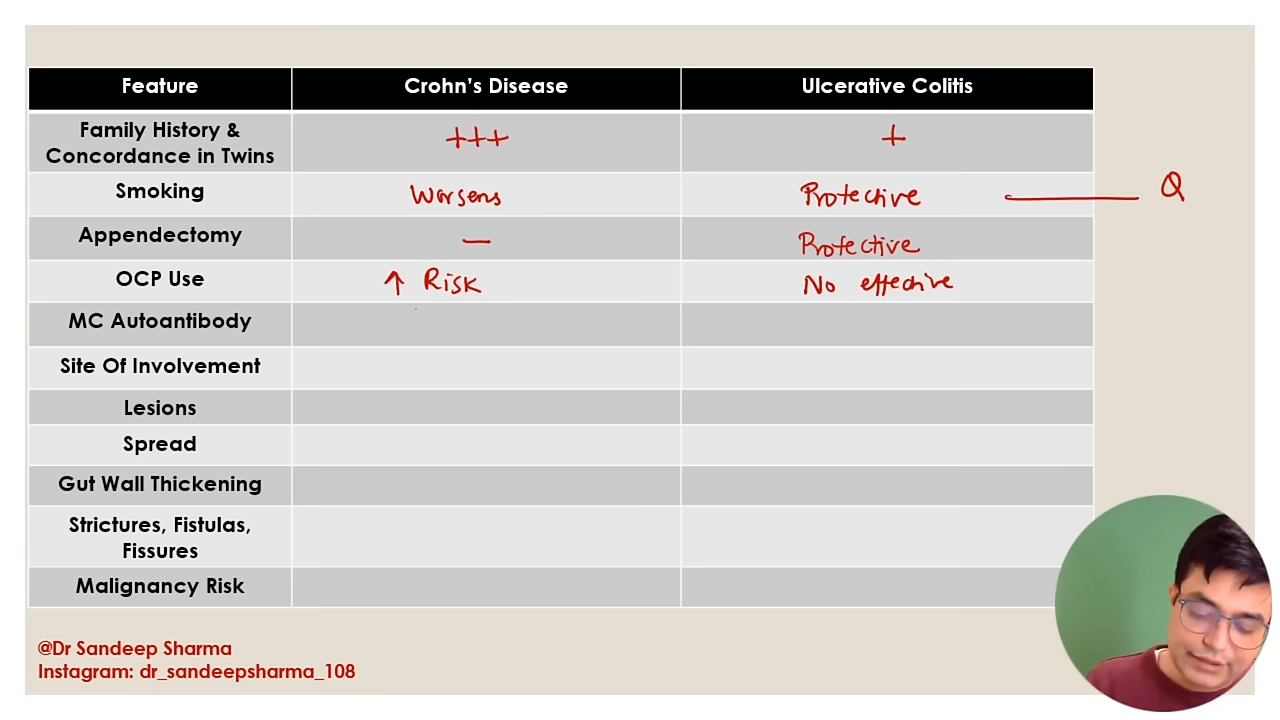 Feature Crohn's Disease Ulcerative Colitis
Family History &
Concordance in Twins +++ +
Smoking Worsens Protective Q
Appendectomy — Protective
OCP Use ↑ Risk No effective
MC Autoantibody
Site Of Involvement
Lesions
Spread
Gut Wall Thickening
Strictures, Fistulas,
Fissures
Malignancy Risk
@Dr Sandeep Sharma
Instagram: dr_sandeepsharma_108